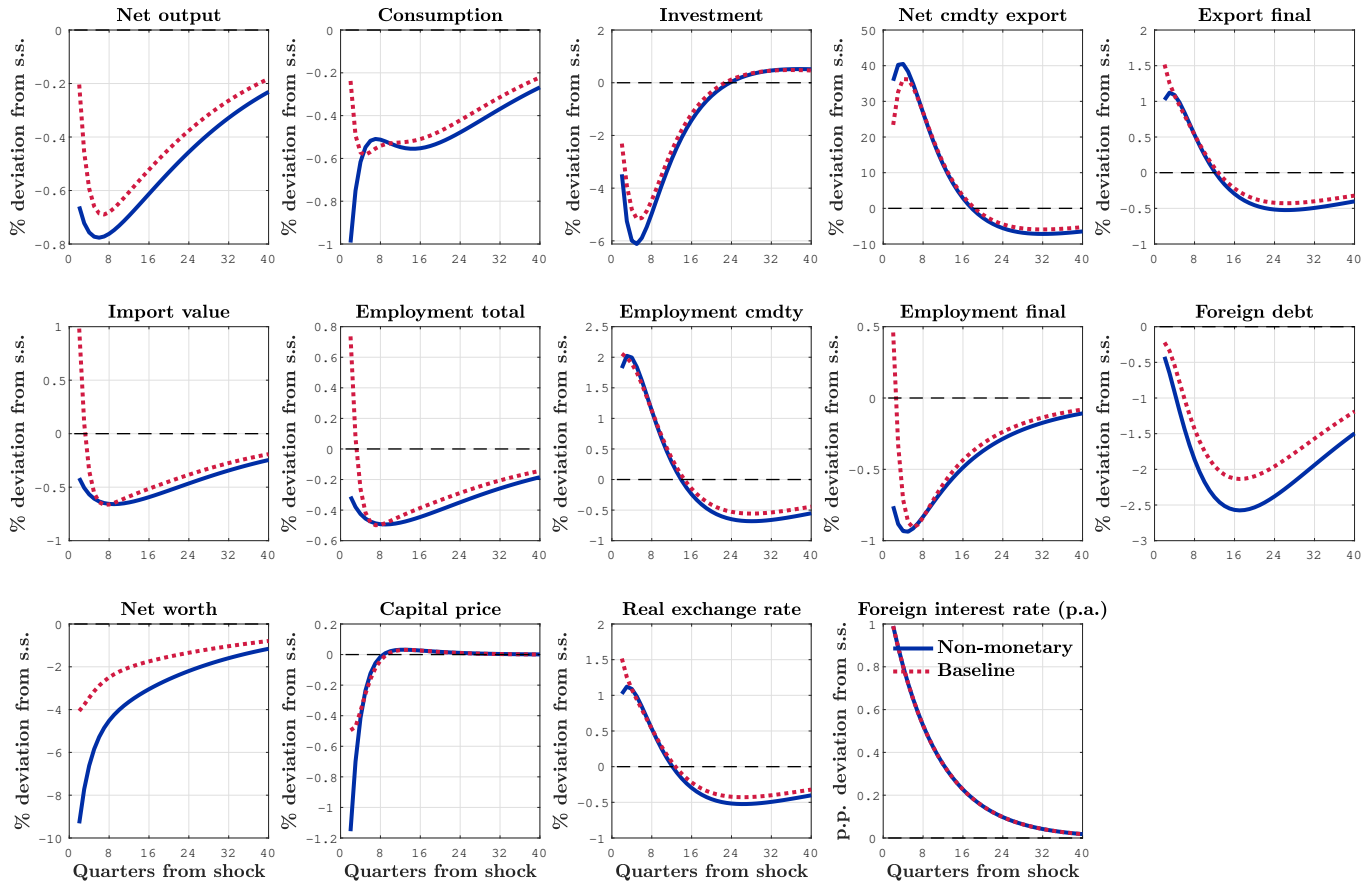 Net output
Consumption
Investment
Net cmdty export
Export final
% deviation from s.s.
0
-0.2
-0.4
-0.6
-0.8
0 8 16 24 32 40
% deviation from s.s.
0
-0.2
-0.4
-0.6
-0.8
-1
0 8 16 24 32 40
% deviation from s.s.
2
0
-2
-4
-6
0 8 16 24 32 40
% deviation from s.s.
50
40
30
20
10
0
-10
0 8 16 24 32 40
% deviation from s.s.
2
1.5
1
0.5
0
-0.5
-1
0 8 16 24 32 40
Import value
Employment total
Employment cmdty
Employment final
Foreign debt
% deviation from s.s.
1
0.5
0
-0.5
-1
0 8 16 24 32 40
% deviation from s.s.
0.8
0.6
0.4
0.2
0
-0.2
-0.4
-0.6
0 8 16 24 32 40
% deviation from s.s.
2.5
2
1.5
1
0.5
0
-0.5
-1
0 8 16 24 32 40
% deviation from s.s.
0.5
0
-0.5
-1
0 8 16 24 32 40
% deviation from s.s.
0
-0.5
-1
-1.5
-2
-2.5
-3
0 8 16 24 32 40
Net worth
Capital price
Real exchange rate
Foreign interest rate (p.a.)
% deviation from s.s.
0
-2
-4
-6
-8
-10
0 8 16 24 32 40
Quarters from shock
% deviation from s.s.
0.2
0
-0.2
-0.4
-0.6
-0.8
-1
-1.2
0 8 16 24 32 40
Quarters from shock
% deviation from s.s.
2
1.5
1
0.5
0
-0.5
-1
0 8 16 24 32 40
Quarters from shock
p.p. deviation from s.s.
1
0.8
0.6
0.4
0.2
0
0 8 16 24 32 40
Quarters from shock
Non-monetary
Baseline